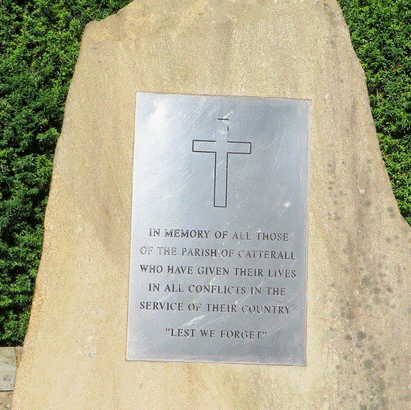 IN MEMORY OF ALL THOSE
OF THE PARISH OF CATTERALL
WHO HAVE GIVEN THEIR LIVES
IN ALL CONFLICTS IN THE
SERVICE OF THEIR COUNTRY
"LEST WE FORGET"